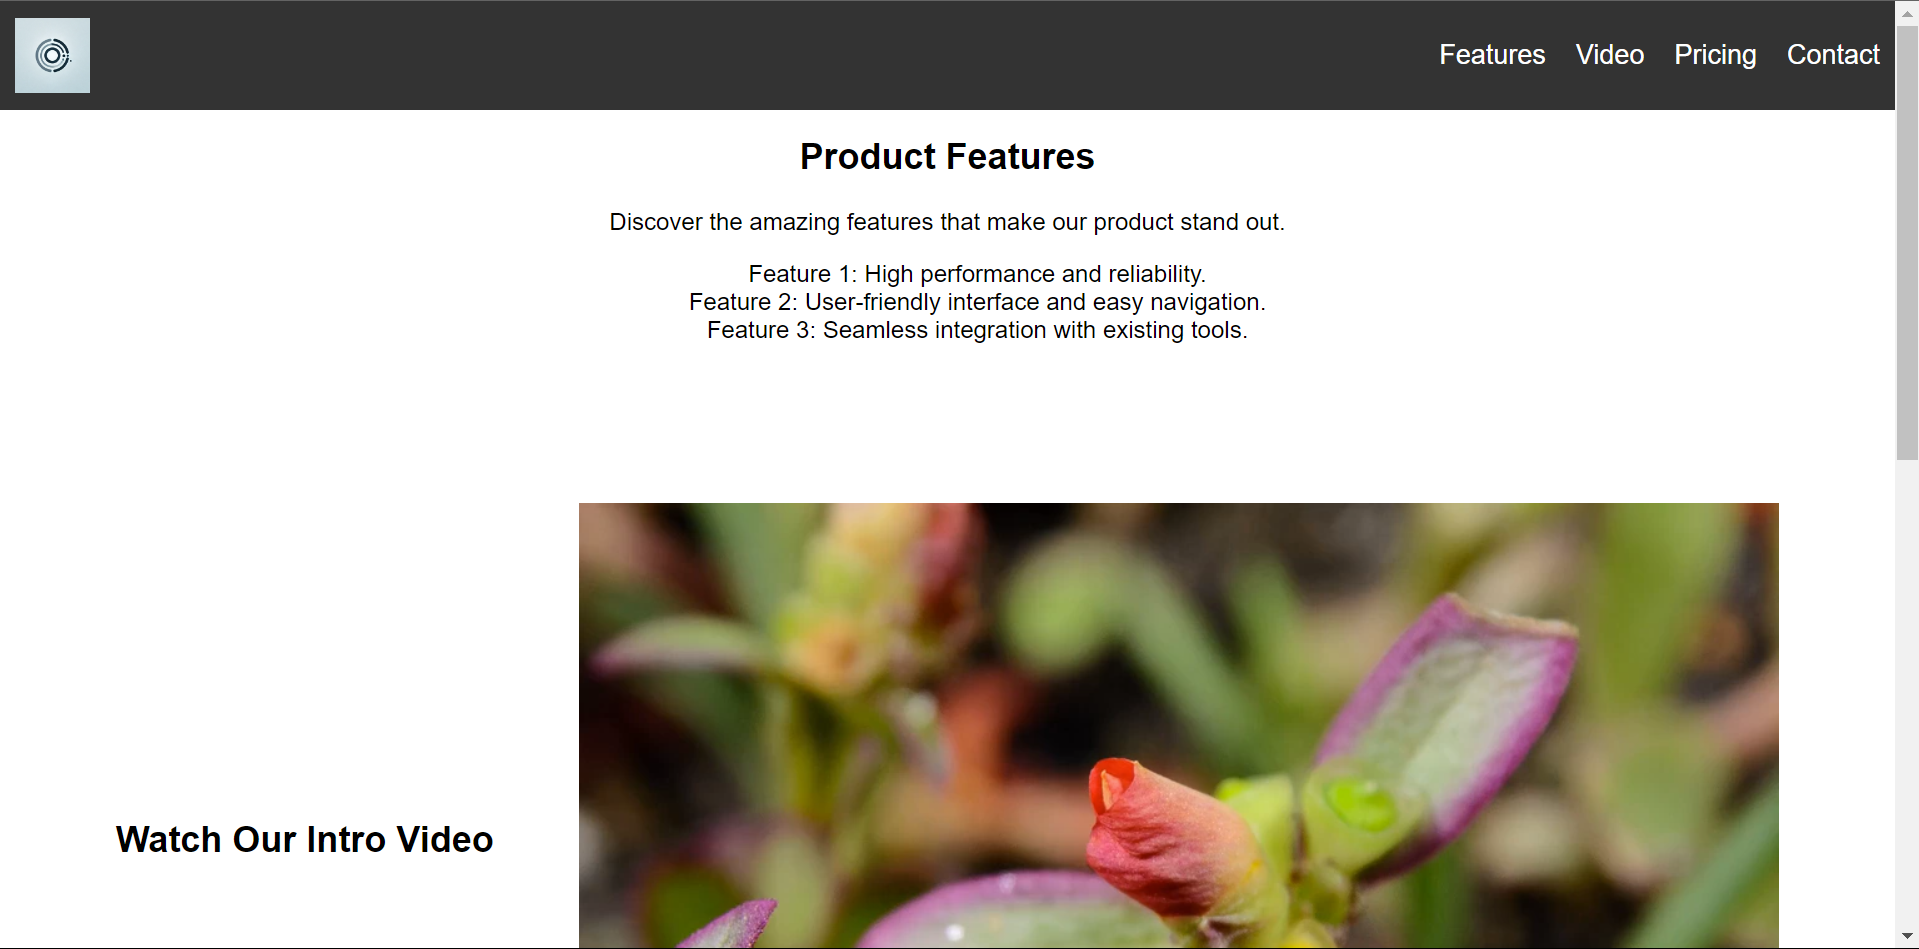 Features Video Pricing Contact
Product Features
Discover the amazing features that make our product stand out.
Feature 1: High performance and reliability.
Feature 2: User-friendly interface and easy navigation.
Feature 3: Seamless integration with existing tools.
Watch Our Intro Video